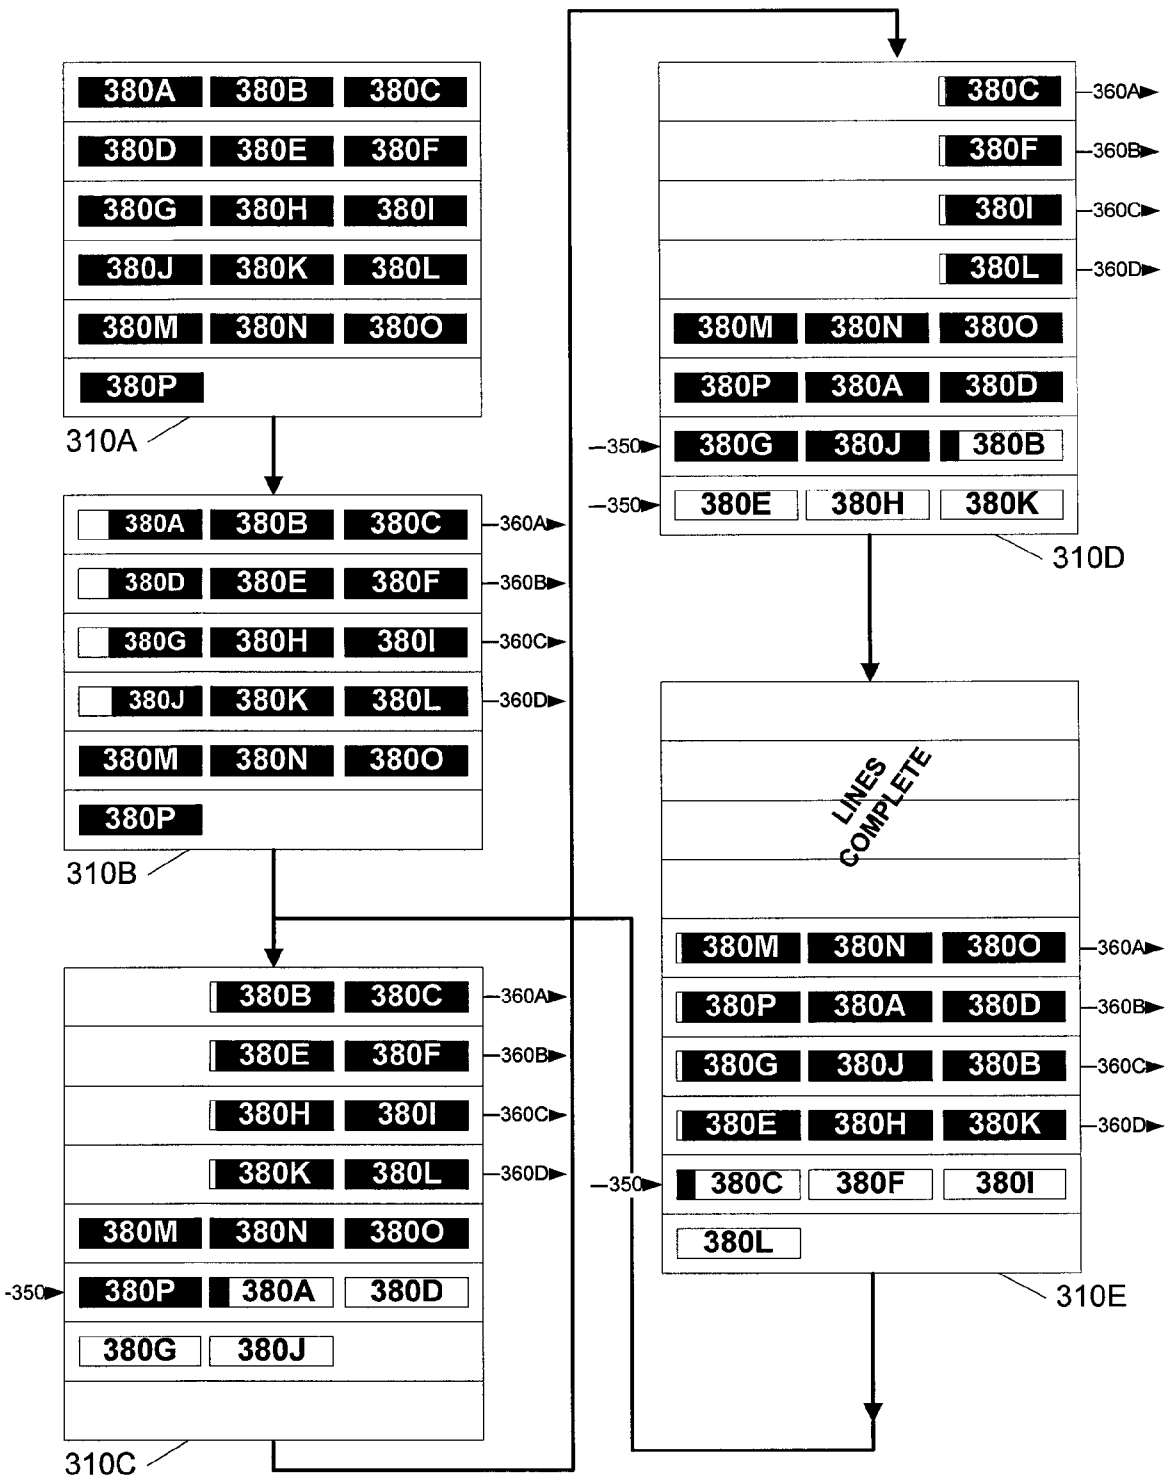 380A 380B 380C
380D 380E 380F
380G 380H 380I
380J 380K 380L
380M 380N 380O
380P
310A
380A 380B 380C 360A
380D 380E 380F 360B
380G 380H 380I 360C
380J 380K 380L 360D
380M 380N 380O
380P
310B
380B 380C 360A
380E 380F 360B
380H 380I 360C
380K 380L 360D
380M 380N 380O
350 380P 380A 380D
380G 380J
310C
380C 360A
380F 360B
380I 360C
380L 360D
380M 380N 380O
380P 380A 380D
350 380G 380J 380B
350 380E 380H 380K
310D
LINES
COMPLETE
380M 380N 380O 360A
380P 380A 380D 360B
380G 380J 380B 360C
380E 380H 380K 360D
350 380C 380F 380I
380L
310E